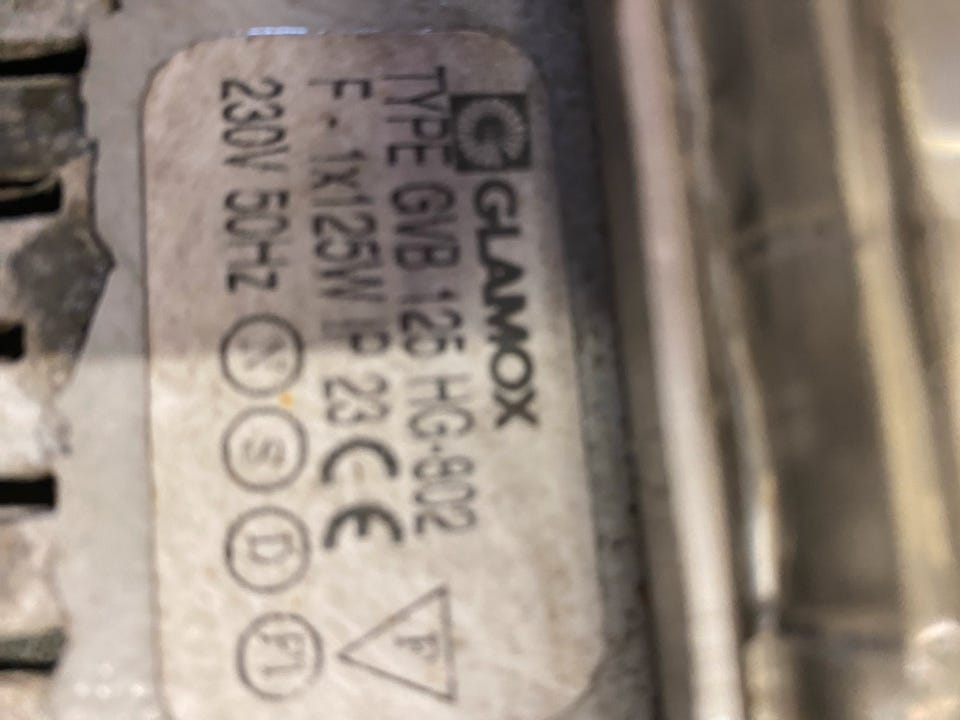 GLAMOX
TYPE GVB 125 HG-802
F - 1x125W IP 23 CE
230V 50Hz N S D FI
F